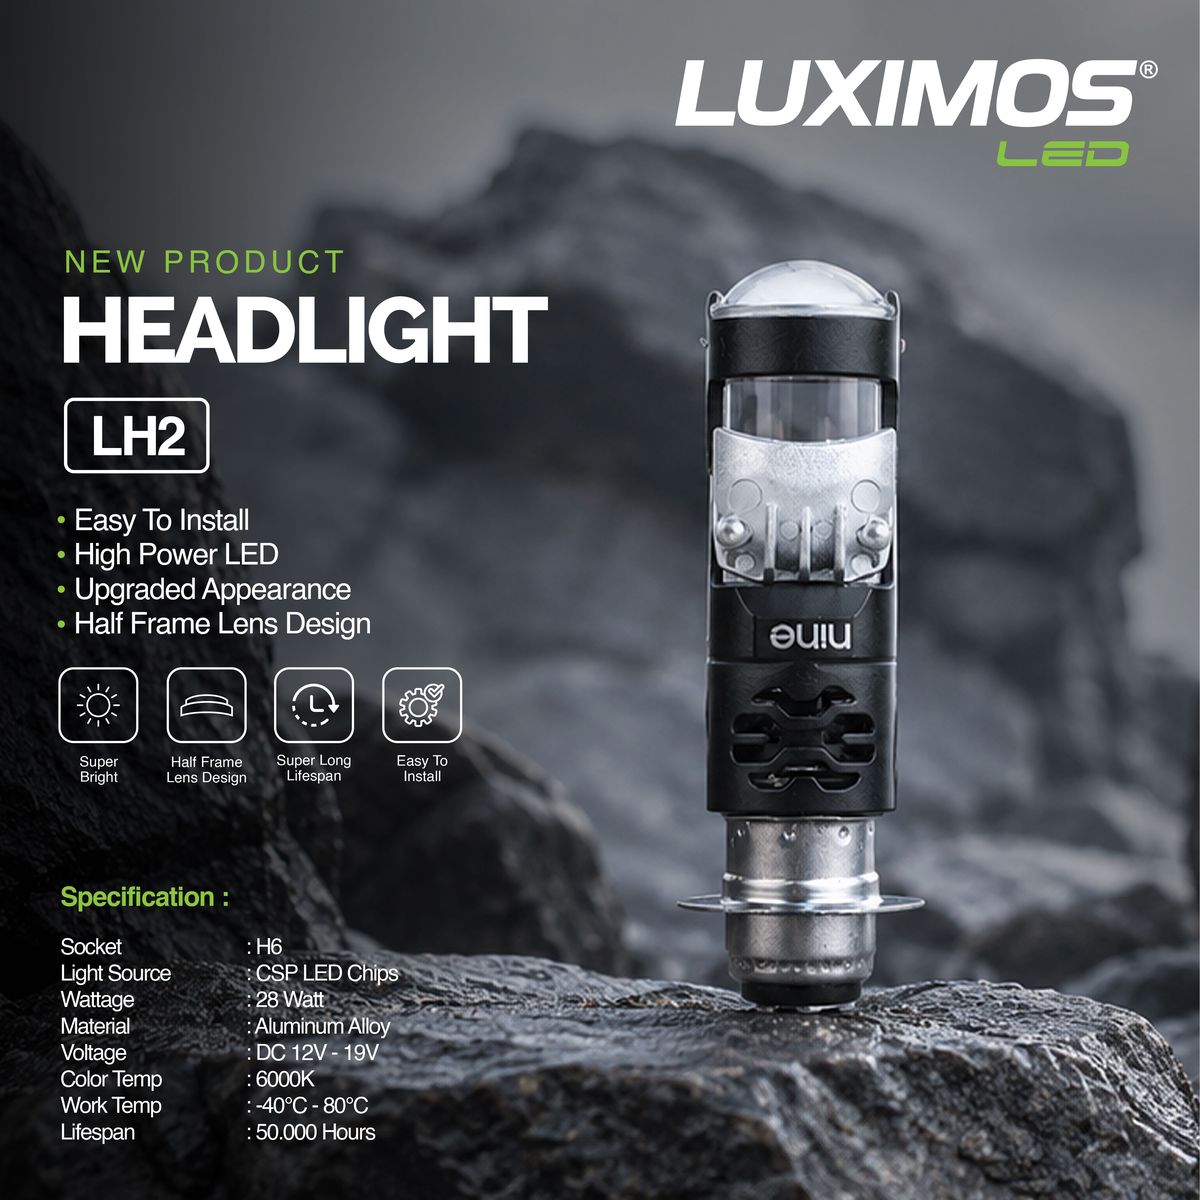 LUXIMOS®
LED
NEW PRODUCT
HEADLIGHT
LH2
• Easy To Install
• High Power LED
• Upgraded Appearance
• Half Frame Lens Design
Super
Bright
Half Frame
Lens Design
Super Long
Lifespan
Easy To
Install
nine
Specification :
Socket : H6
Light Source : CSP LED Chips
Wattage : 28 Watt
Material : Aluminum Alloy
Voltage : DC 12V - 19V
Color Temp : 6000K
Work Temp : -40°C - 80°C
Lifespan : 50.000 Hours